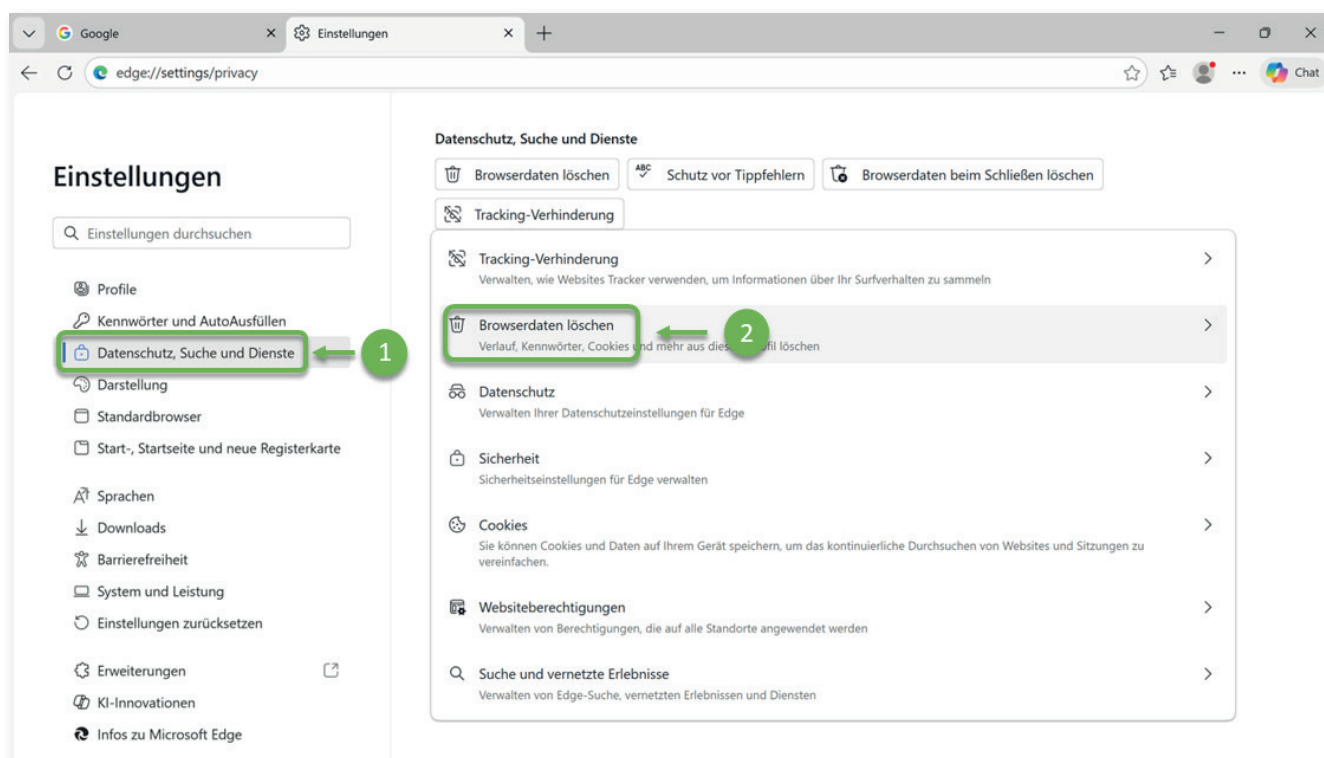 Google
Einstellungen
edge://settings/privacy
Chat
Datenschutz, Suche und Dienste
Einstellungen
Browserdaten löschen
ABC
Schutz vor Tippfehlern
Browserdaten beim Schließen löschen
Tracking-Verhinderung
Einstellungen durchsuchen
Profile
Kennwörter und AutoAusfüllen
Datenschutz, Suche und Dienste
1
Darstellung
Standardbrowser
Start-, Startseite und neue Registerkarte
Sprachen
Downloads
Barrierefreiheit
System und Leistung
Einstellungen zurücksetzen
Erweiterungen
KI-Innovationen
Infos zu Microsoft Edge
Tracking-Verhinderung
Verwalten, wie Websites Tracker verwenden, um Informationen über Ihr Surfverhalten zu sammeln
Browserdaten löschen
2
Verlauf, Kennwörter, Cookies und mehr aus löschen
Datenschutz
Verwalten Ihrer Datenschutzeinstellungen für Edge
Sicherheit
Sicherheitseinstellungen für Edge verwalten
Cookies
Sie können Cookies und Daten auf Ihrem Gerät speichern, um das kontinuierliche Durchsuchen von Websites und Sitzungen zu
vereinfachen.
Websiteberechtigungen
Verwalten von Berechtigungen, die auf alle Standorte angewendet werden
Suche und vernetzte Erlebnisse
Verwalten von Edge-Suche, vernetzten Erlebnissen und Diensten